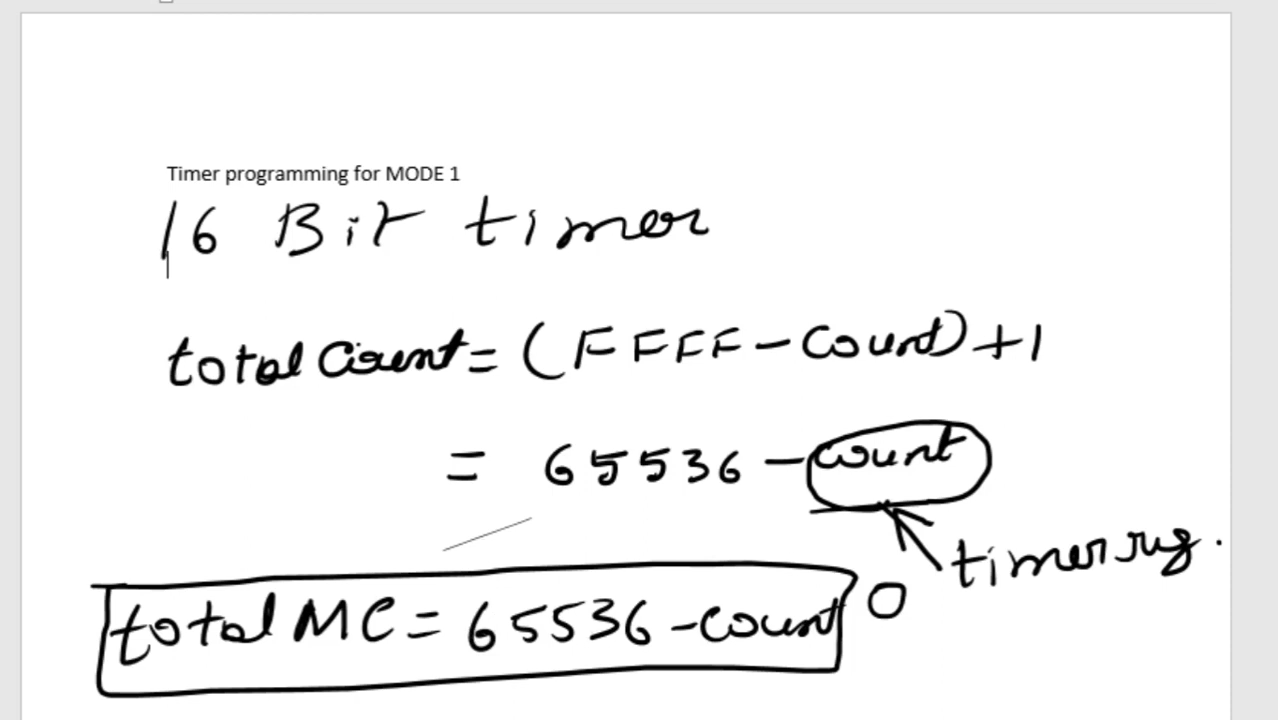 Timer programming for MODE 1
16 Bit timer
total Count = (FFFF - Count) + 1
= 65536 - count
timer reg.
total MC = 65536 - count 0